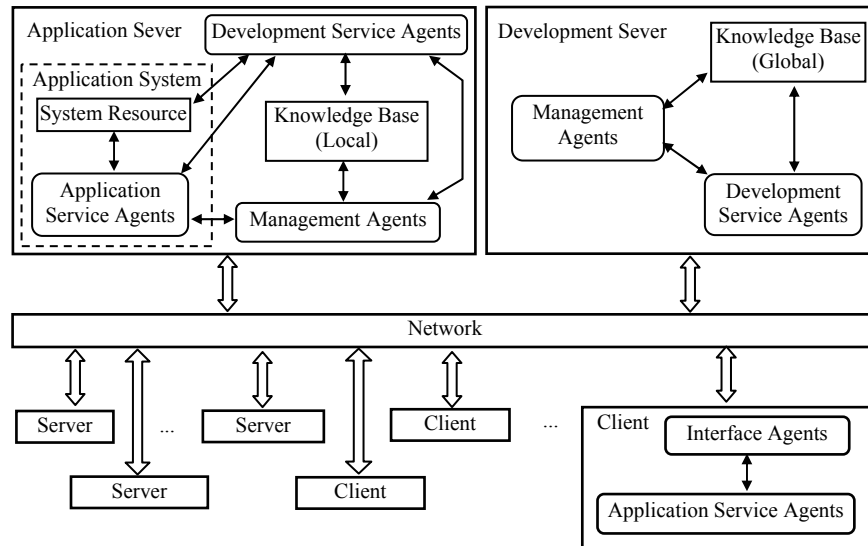 Application Sever
Development Service Agents
Application System
System Resource
Knowledge Base
(Local)
Application
Service Agents
Management Agents
Development Sever
Knowledge Base
(Global)
Management
Agents
Development
Service Agents
Network
Server
...
Server
Client
...
Server
Client
Client
Interface Agents
Application Service Agents